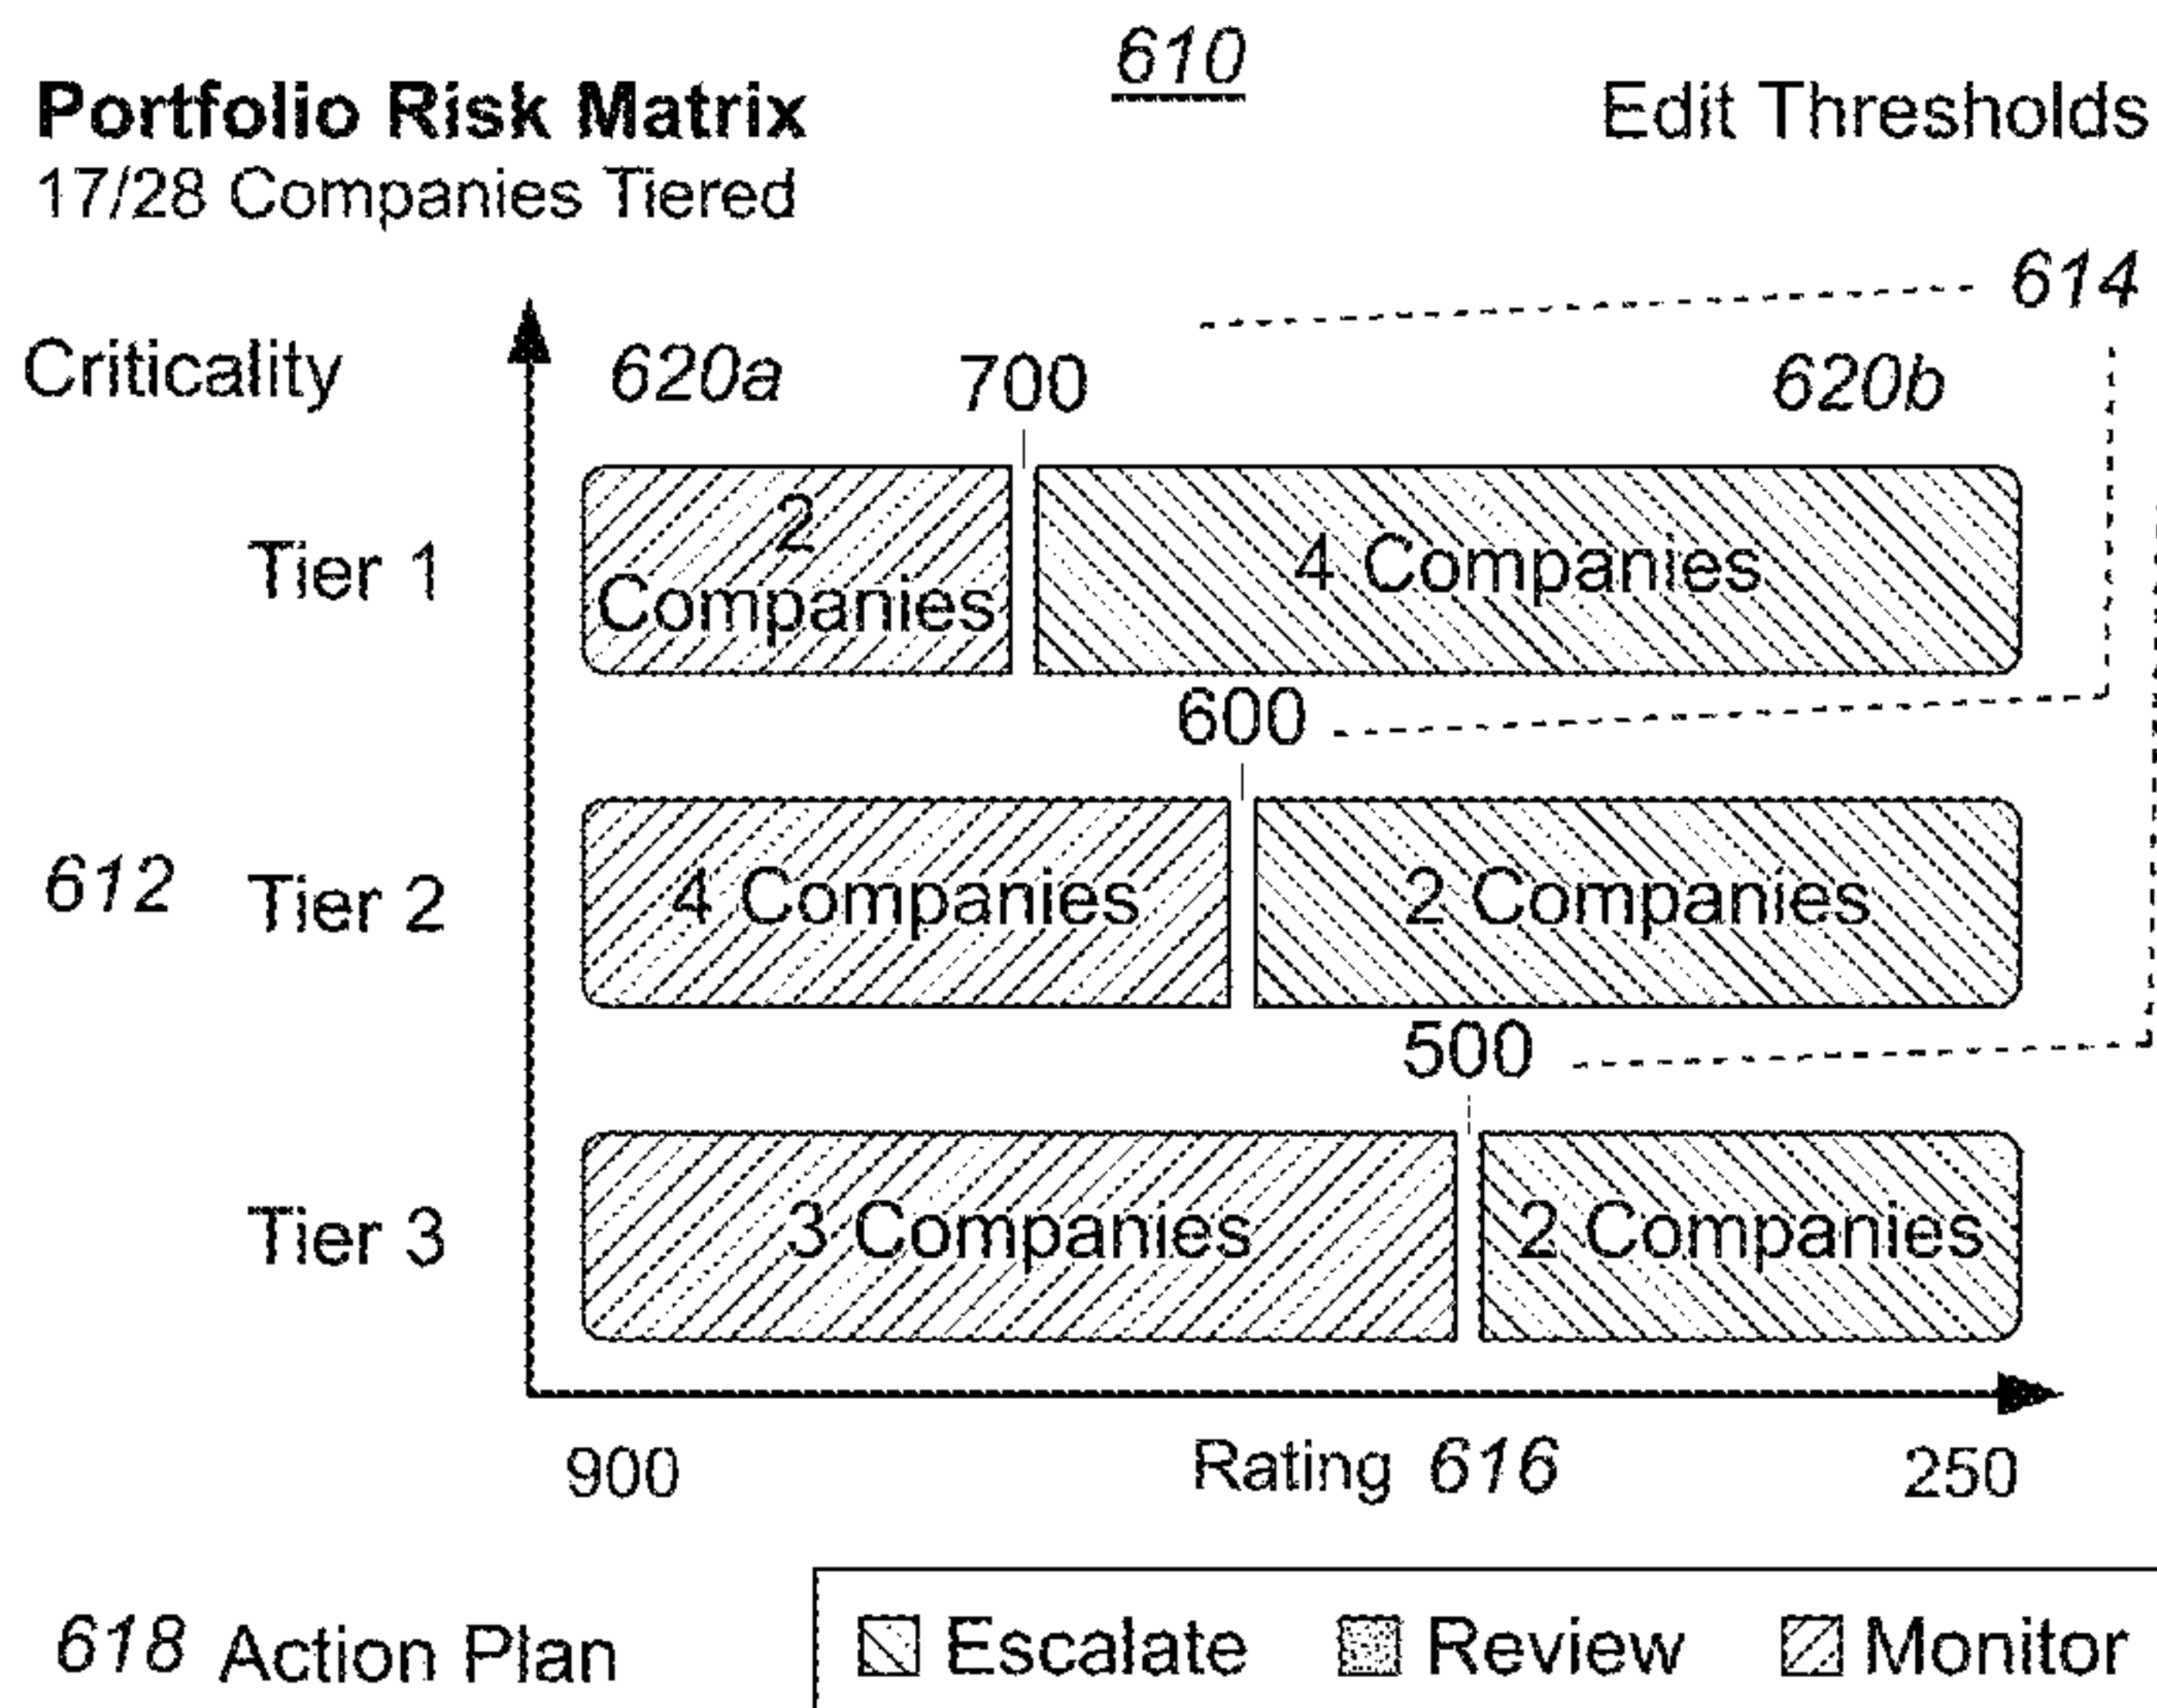 610
Portfolio Risk Matrix
Edit Thresholds
17/28 Companies Tiered
614
Criticality
620a
700
620b
Tier 1
2
Companies
4 Companies
600
612
Tier 2
4 Companies
2 Companies
500
Tier 3
3 Companies
2 Companies
900
Rating 616
250
618 Action Plan
Escalate
Review
Monitor